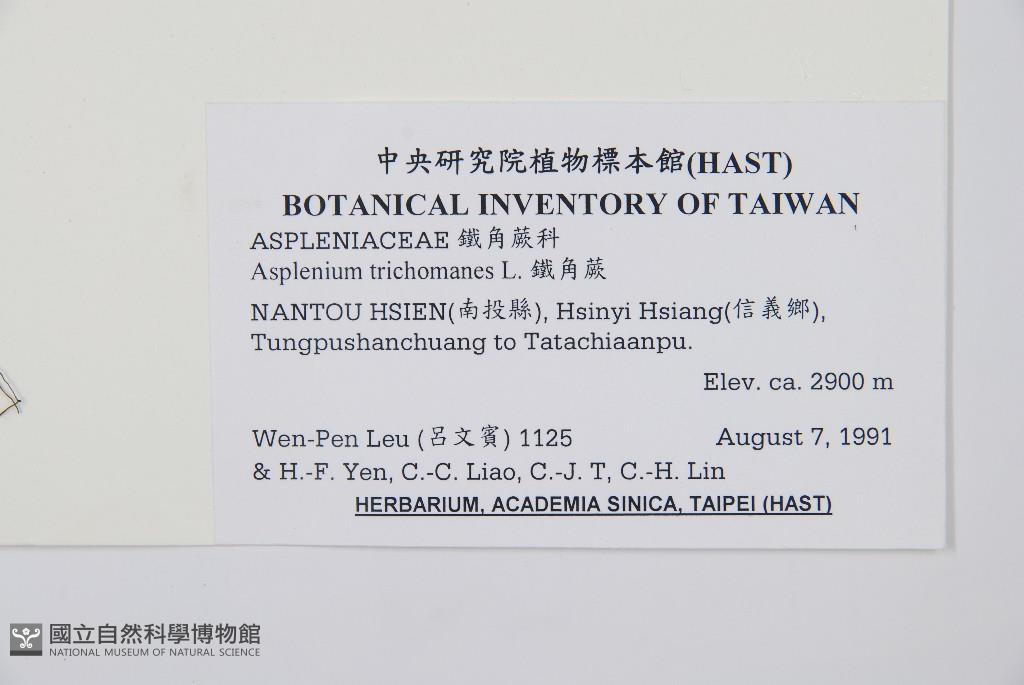 中央研究院植物標本館(HAST)
BOTANICAL INVENTORY OF TAIWAN
ASPLENIACEAE 鐵角蕨科
Asplenium trichomanes L. 鐵角蕨
NANTOU HSIEN(南投縣), Hsinyi Hsiang(信義鄉),
Tungpushanchuang to Tatachiaanpu.
Elev. ca. 2900 m
Wen-Pen Leu (呂文賓) 1125 August 7, 1991
& H.-F. Yen, C.-C. Liao, C.-J. T, C.-H. Lin
HERBARIUM, ACADEMIA SINICA, TAIPEI (HAST)
國立自然科學博物館
NATIONAL MUSEUM OF NATURAL SCIENCE